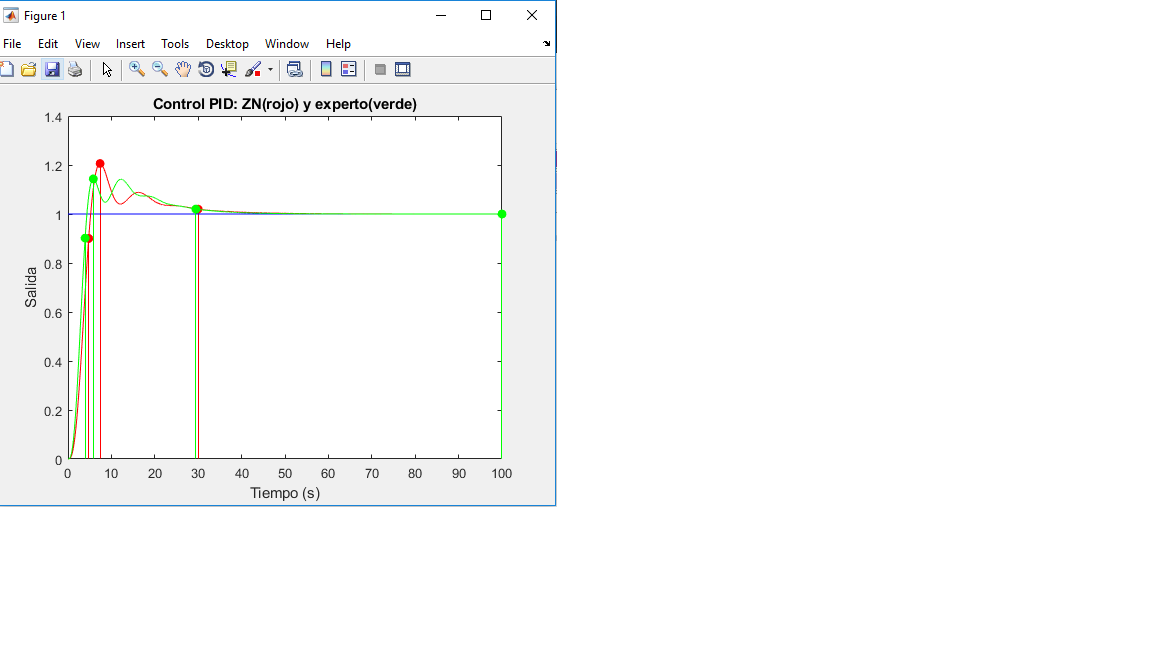 Figure 1
File Edit View Insert Tools Desktop Window Help
Control PID: ZN(rojo) y experto(verde)
1.4
1.2
1
0.8
0.6
0.4
0.2
0
Salida
0 10 20 30 40 50 60 70 80 90 100
Tiempo (s)